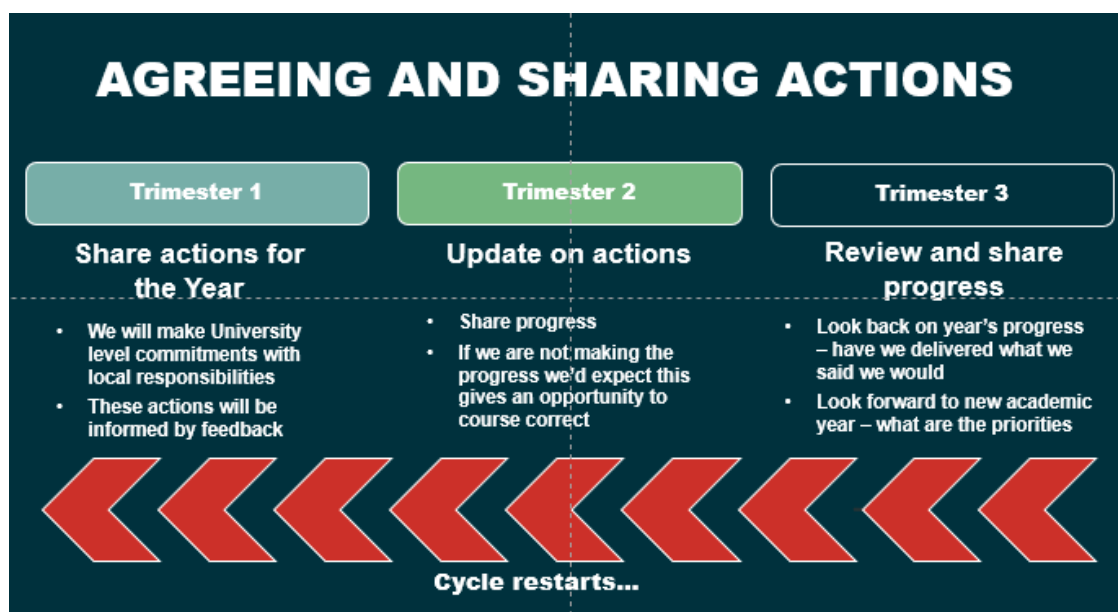 AGREEING AND SHARING ACTIONS
Trimester 1
Share actions for
the Year
• We will make University
level commitments with
local responsibilities
• These actions will be
informed by feedback
Trimester 2
Update on actions
• Share progress
• If we are not making the
progress we'd expect this
gives an opportunity to
course correct
Trimester 3
Review and share
progress
• Look back on year's progress
– have we delivered what we
said we would
• Look forward to new academic
year – what are the priorities
Cycle restarts...